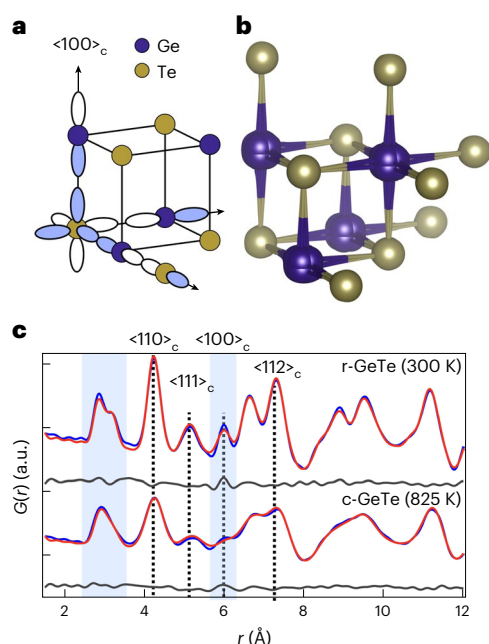 a
b
<100>c
Ge
Te
c
<110>c
<100>c
<111>c
<112>c
r-GeTe (300 K)
c-GeTe (825 K)
G(r) (a.u.)
2
4
6
8
10
12
r (Å)